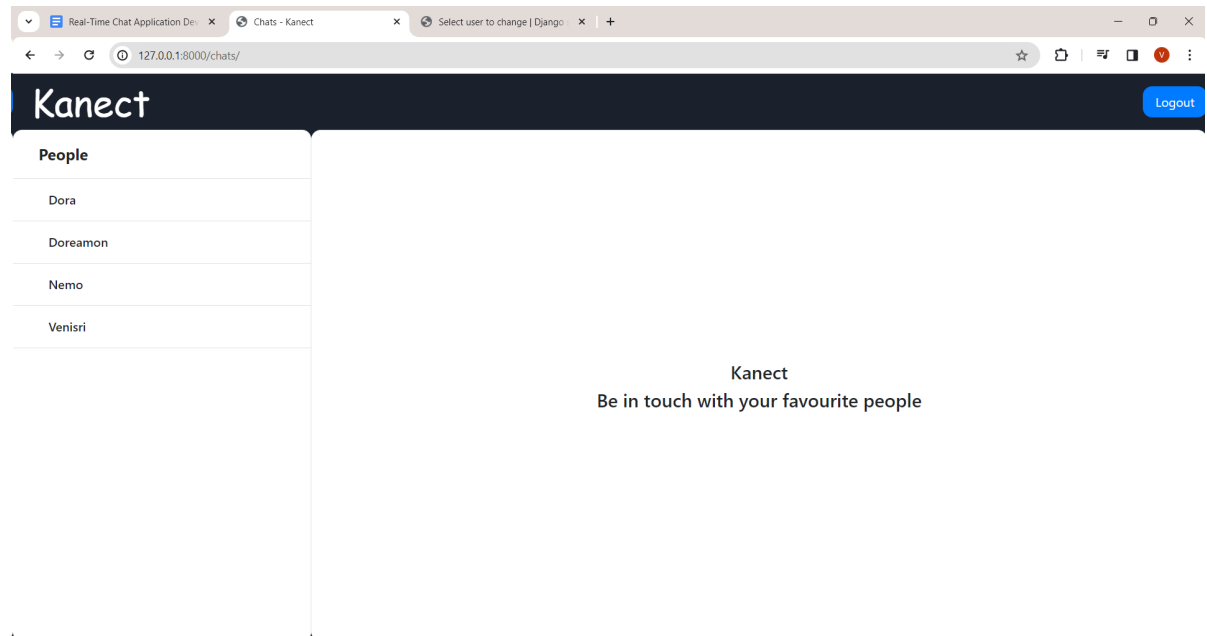 Real-Time Chat Application De
Chats - Kanect
Select user to change | Django
127.0.0.1:8000/chats/
V
Kanect
Logout
People
Dora
Doreamon
Nemo
Venisri
Kanect
Be in touch with your favourite people